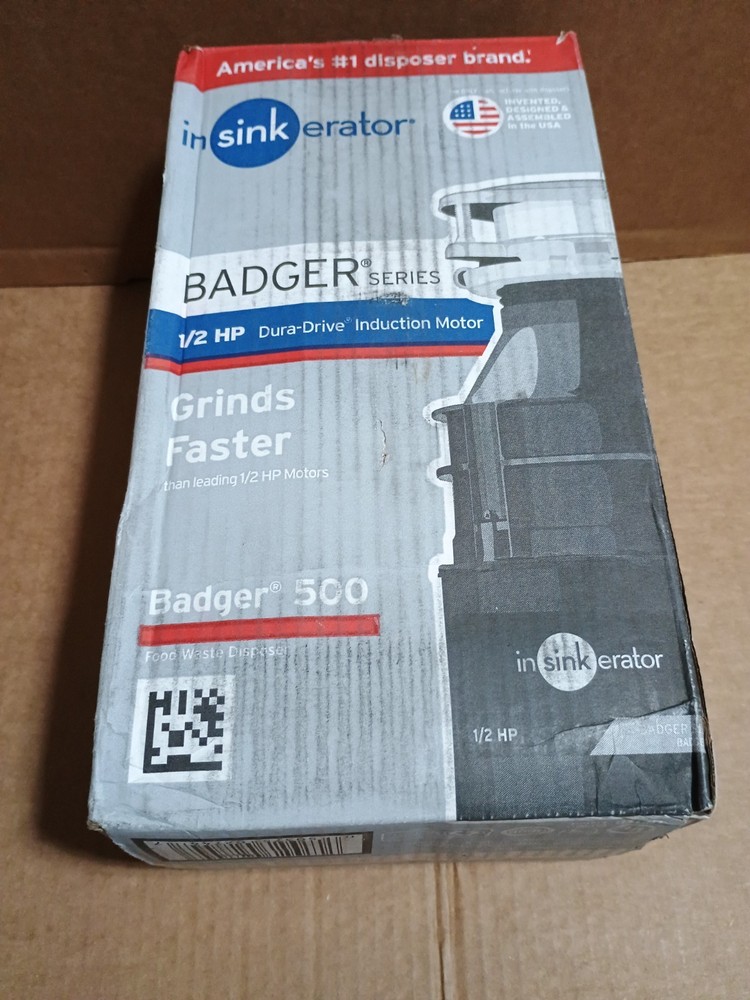 America's #1 disposer brand.*
insinkerator®
INVENTED,
DESIGNED &
ASSEMBLED
in the USA
BADGER® SERIES
1/2 HP Dura-Drive® Induction Motor
Grinds
Faster
than leading 1/2 HP Motors
Badger® 500
Food Waste Disposer
insinkerator
1/2 HP
BADGER